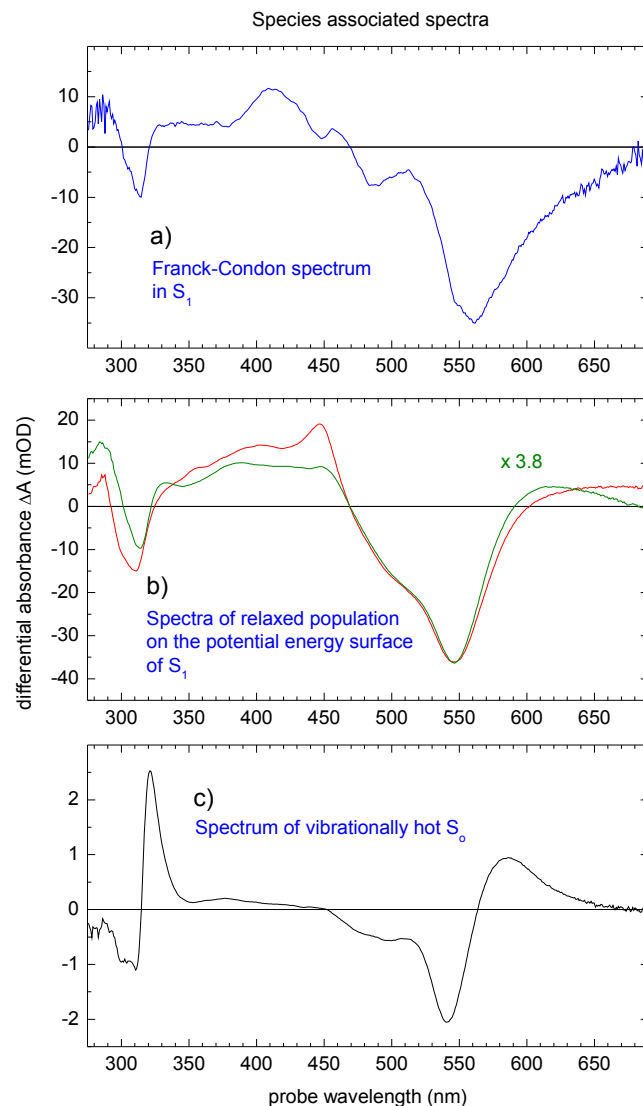 Species associated spectra
10
0
-10
-20
-30
a)
Franck-Condon spectrum
in S1
300 350 400 450 500 550 600 650
differential absorbance ΔA (mOD)
20
10
0
-10
-20
-30
-40
x 3.8
b)
Spectra of relaxed population
on the potential energy surface
of S1
300 350 400 450 500 550 600 650
2
1
0
-1
-2
c)
Spectrum of vibrationally hot So
300 350 400 450 500 550 600 650
probe wavelength (nm)